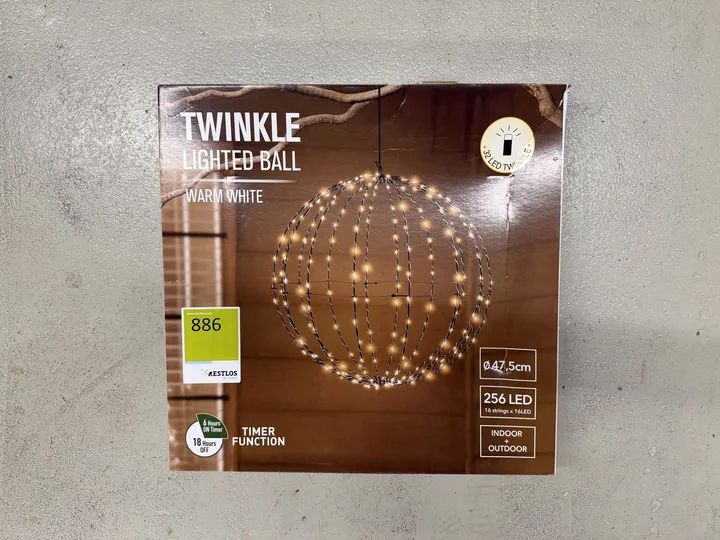 TWINKLE
LIGHTED BALL
WARM WHITE
32 LED TWINKLE
886
RESTLOS
6 Hours
ON Timer
18 Hours
OFF
TIMER
FUNCTION
Ø47,5cm
256 LED
16 strings x 16LED
INDOOR
+
OUTDOOR